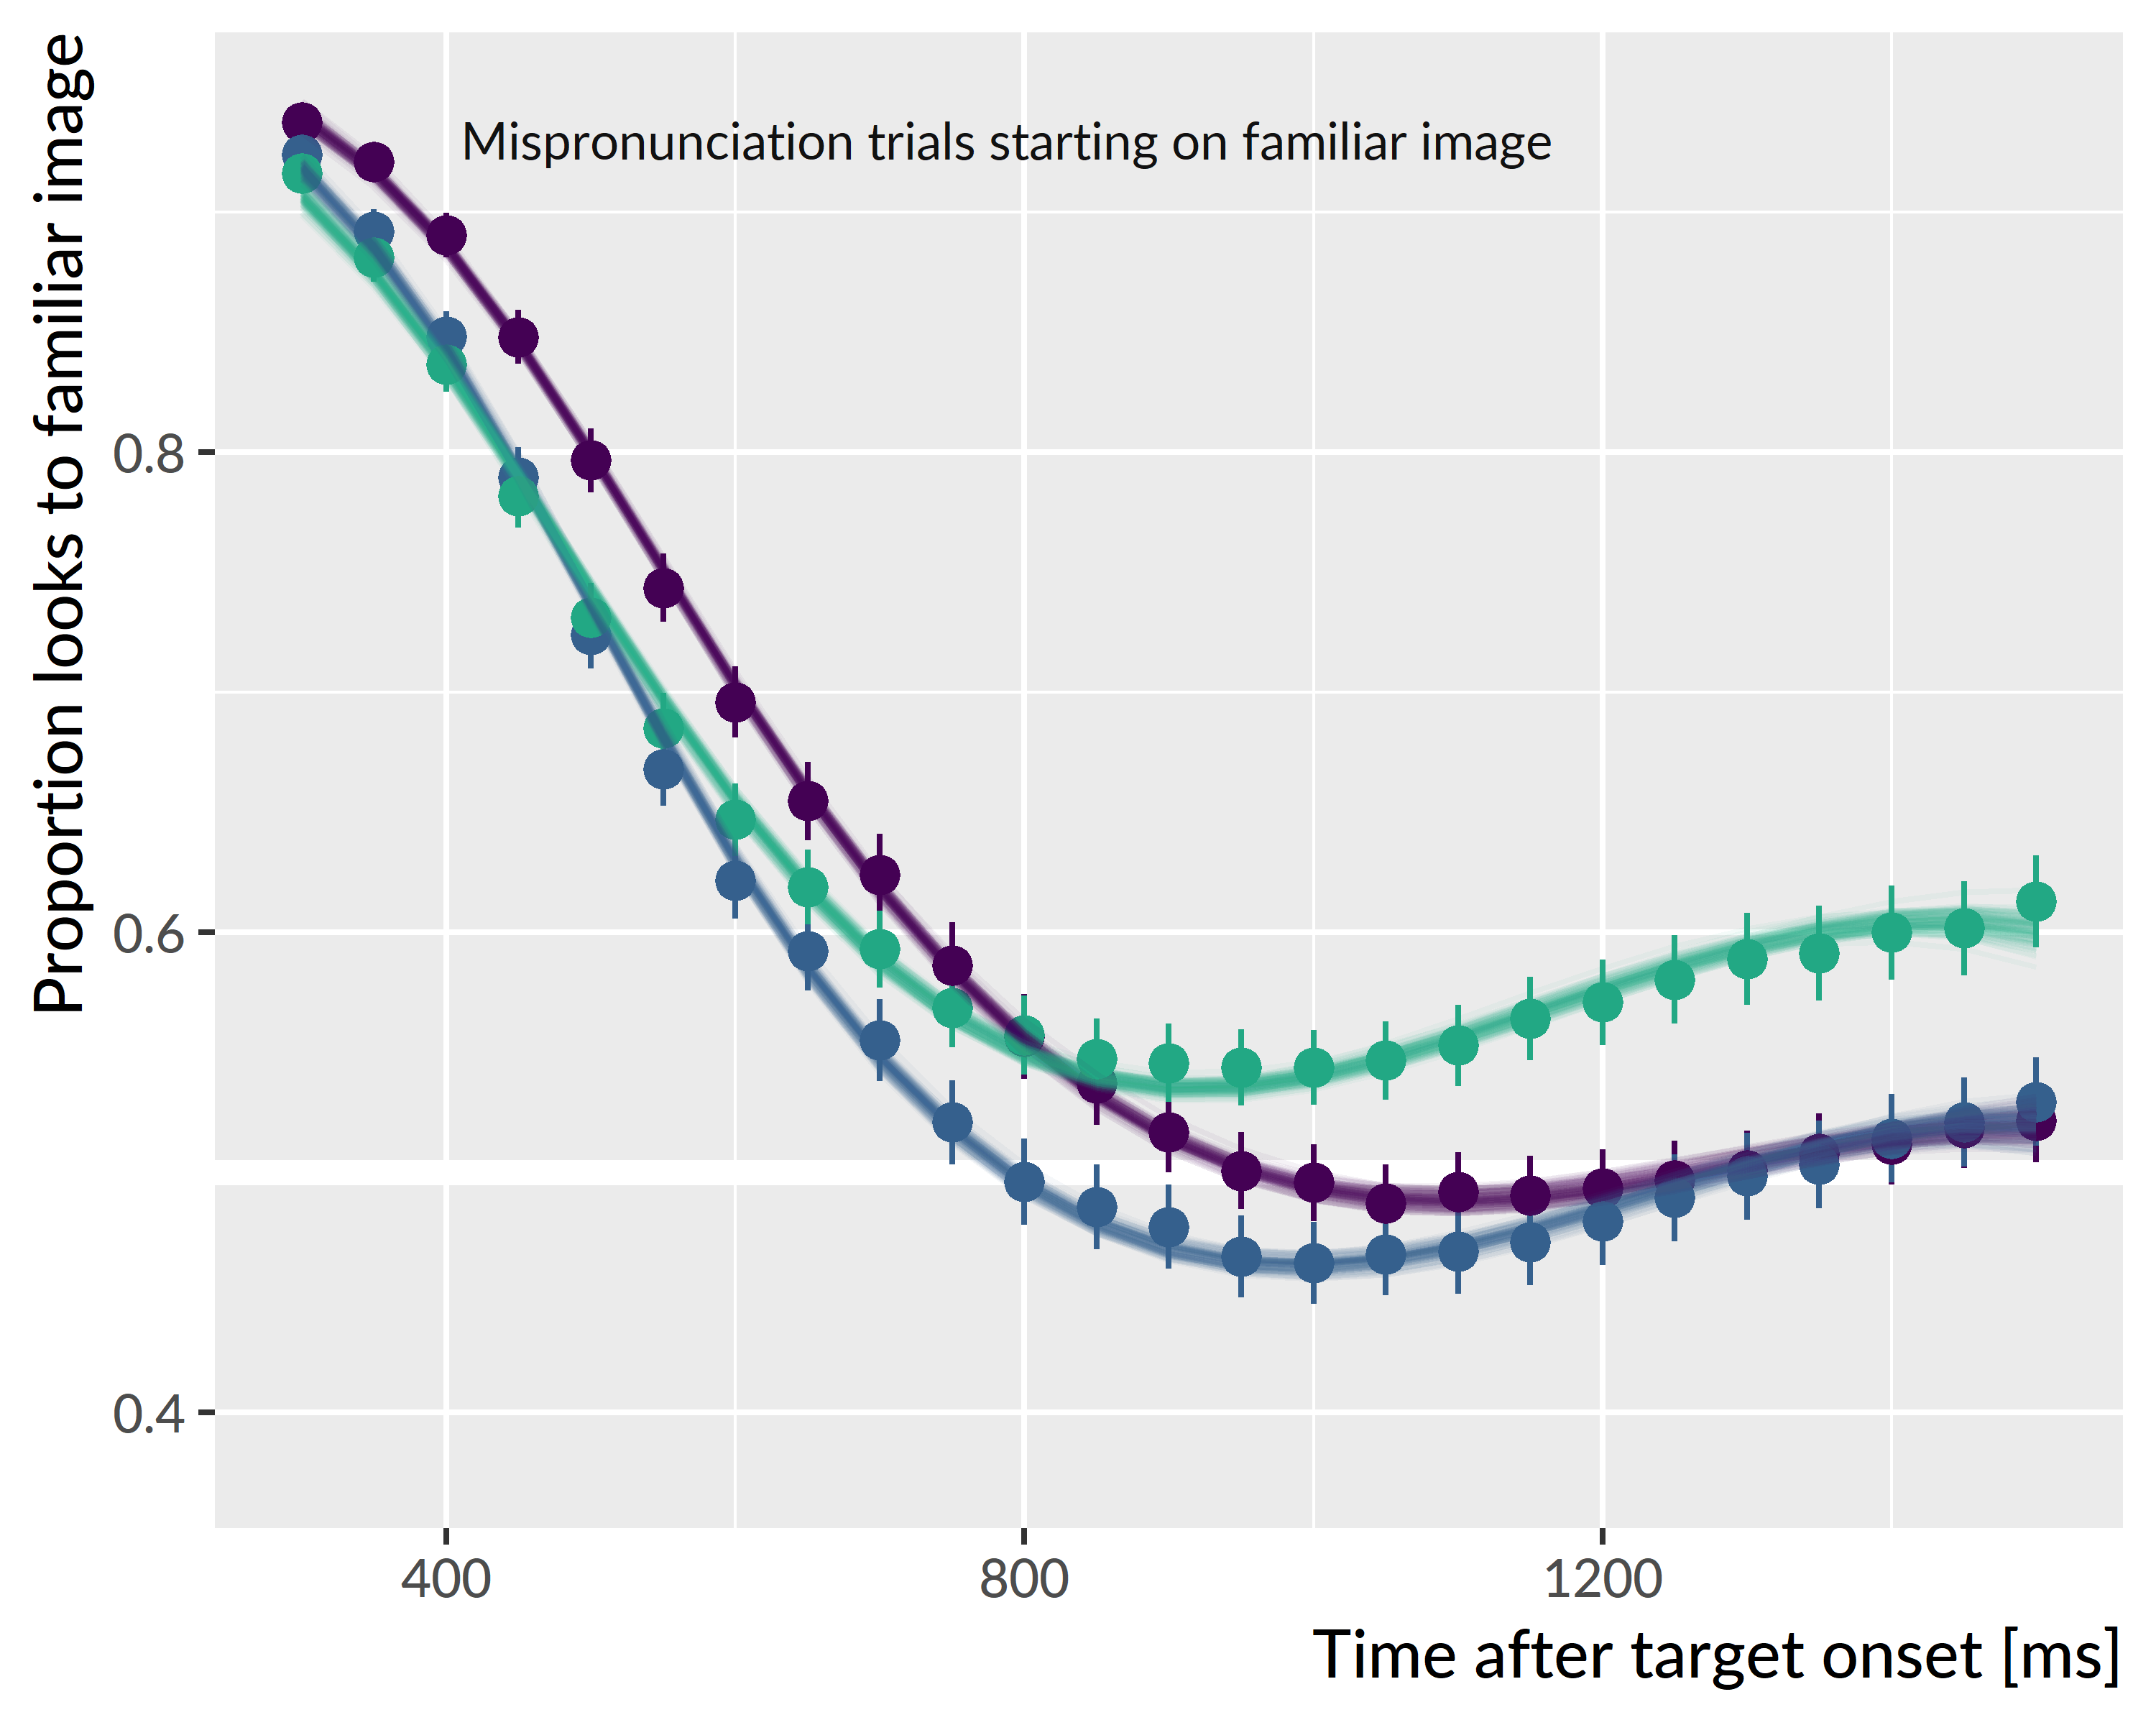 Mispronunciation trials starting on familiar image
Proportion looks to familiar image
0.8
0.6
0.4
400
800
1200
Time after target onset [ms]